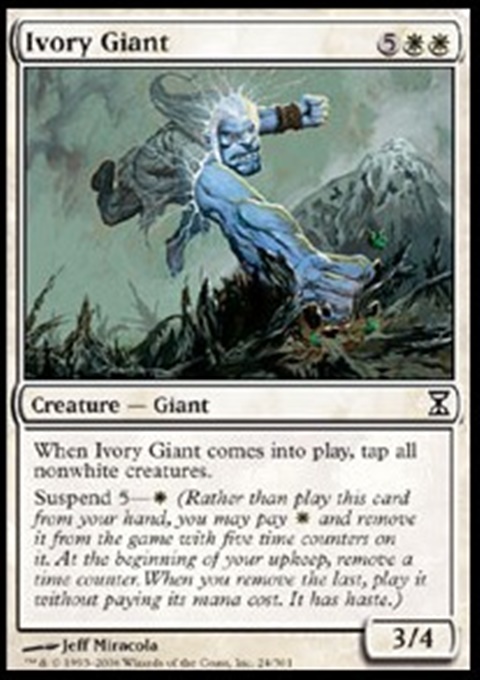 Ivory Giant 5
Creature — Giant
When Ivory Giant comes into play, tap all
nonwhite creatures.
Suspend 5— (Rather than play this card
from your hand, you may pay and remove
it from the game with five time counters on
it. At the beginning of your upkeep, remove a
time counter. When you remove the last, play it
without paying its mana cost. It has haste.)
Jeff Miracola
3/4
™ & © 1993–2006 Wizards of the Coast, Inc. 24/301